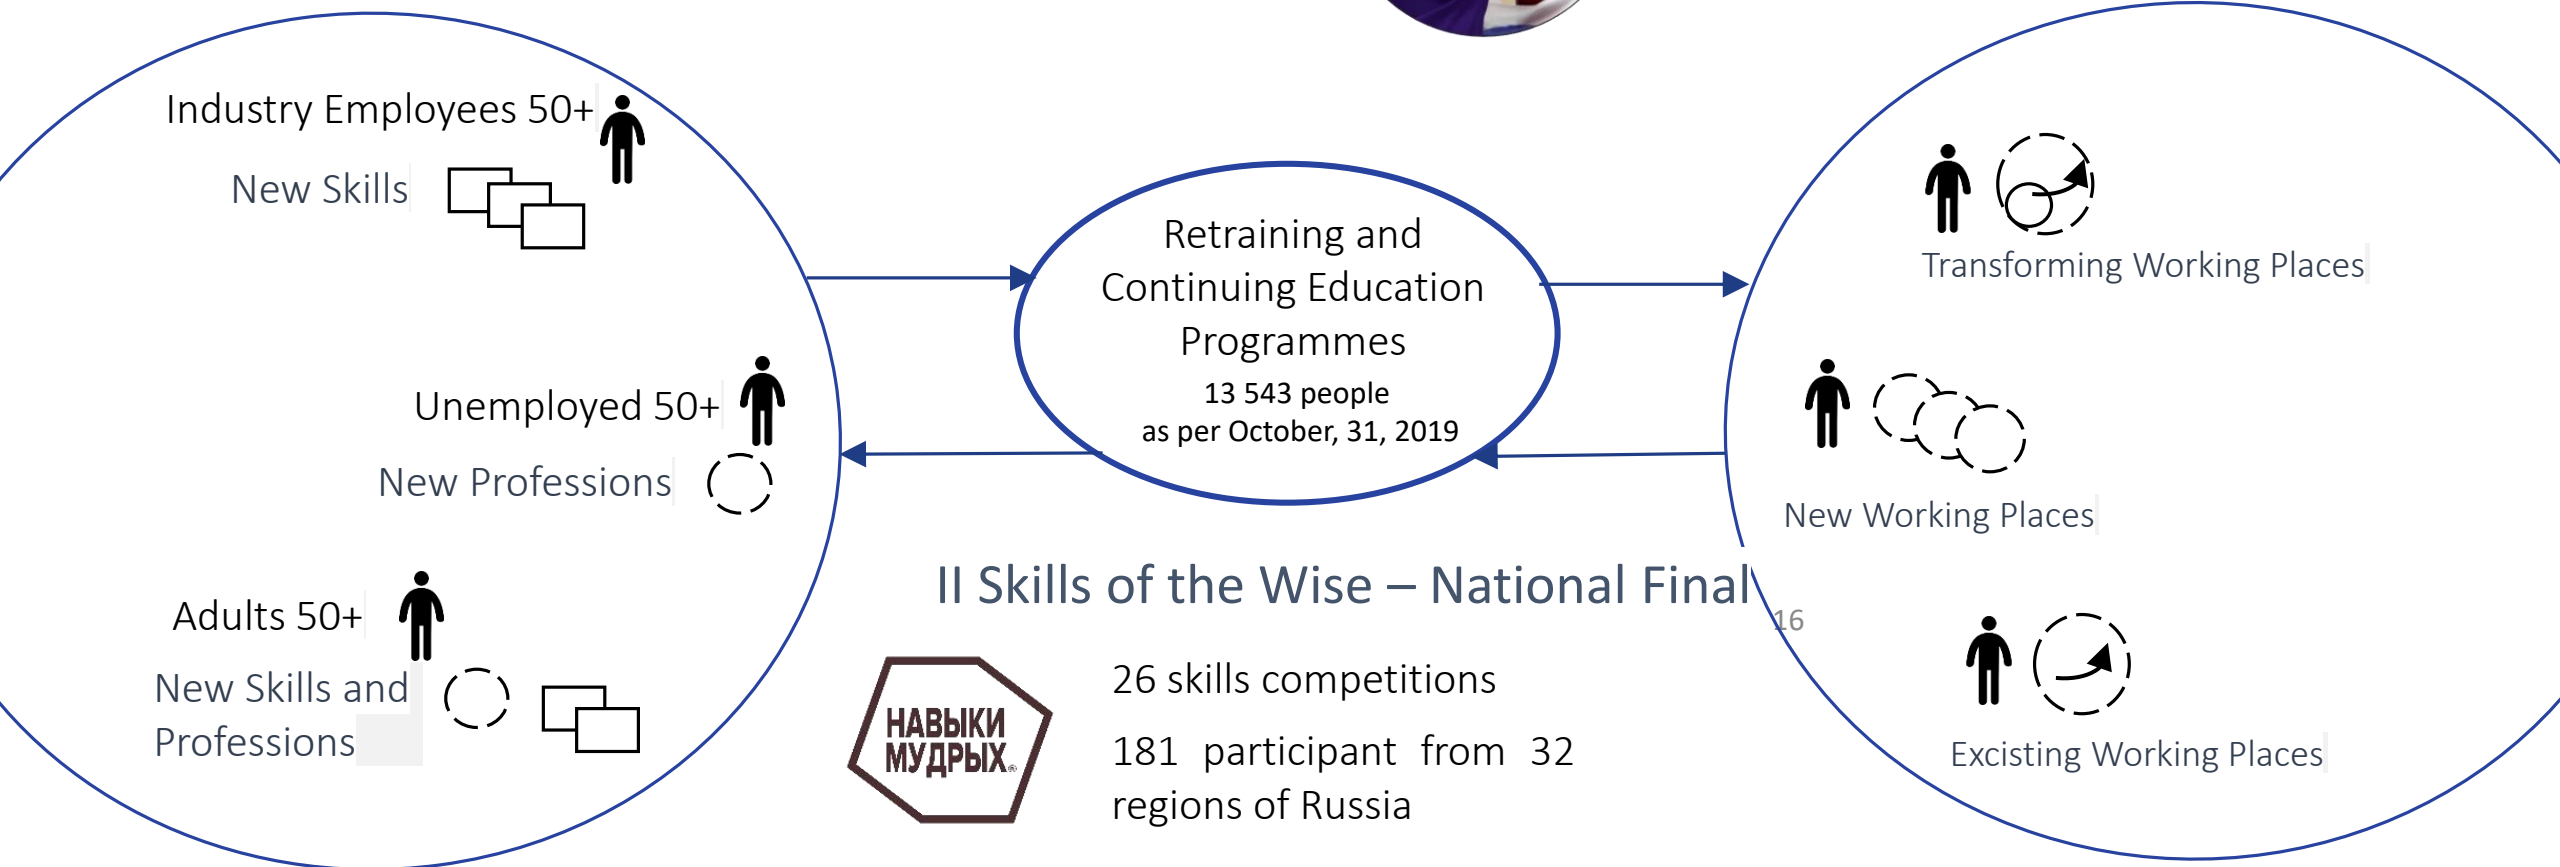 Industry Employees 50+
New Skills
Unemployed 50+
New Professions
Adults 50+
New Skills and
Professions
Retraining and
Continuing Education
Programmes
13 543 people
as per October, 31, 2019
II Skills of the Wise – National Final
НАВЫКИ
МУДРЫХ®
26 skills competitions
181 participant from 32
regions of Russia
16
Transforming Working Places
New Working Places
Excisting Working Places